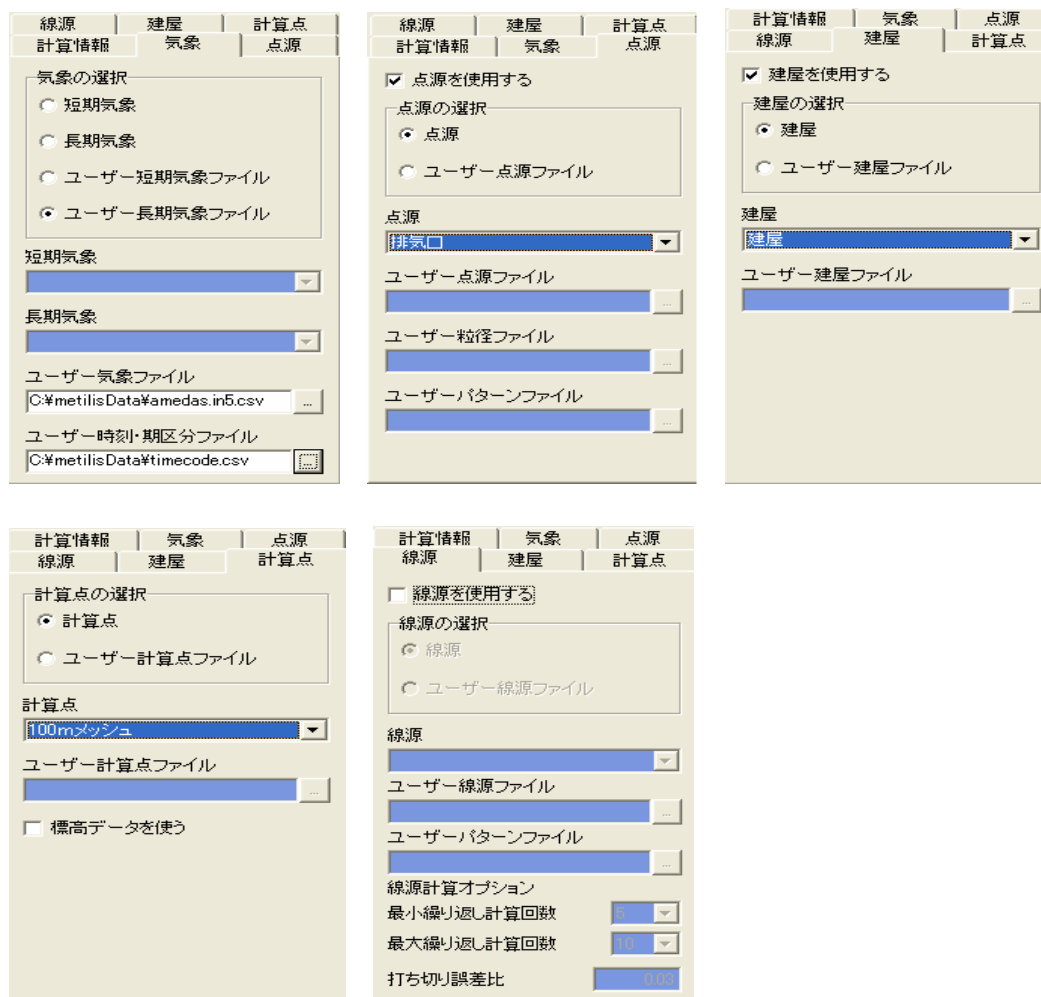 線源 建屋 計算点
計算情報 気象 点源
気象の選択
短期気象
長期気象
ユーザー短期気象ファイル
ユーザー長期気象ファイル
短期気象
長期気象
ユーザー気象ファイル
C:¥metilisData¥amedas.in5.csv ...
ユーザー時刻・期区分ファイル
C:¥metilisData¥timecode.csv ...
線源 建屋 計算点
計算情報 気象 点源
点源を使用する
点源の選択
点源
ユーザー点源ファイル
点源
排気口
ユーザー点源ファイル
...
ユーザー粒径ファイル
...
ユーザーパターンファイル
...
計算情報 気象 点源
線源 建屋 計算点
建屋を使用する
建屋の選択
建屋
ユーザー建屋ファイル
建屋
建屋
ユーザー建屋ファイル
...
計算情報 気象 点源
線源 建屋 計算点
計算点の選択
計算点
ユーザー計算点ファイル
計算点
100mメッシュ
ユーザー計算点ファイル
...
標高データを使う
計算情報 気象 点源
線源 建屋 計算点
線源を使用する
線源の選択
線源
ユーザー線源ファイル
線源
ユーザー線源ファイル
...
ユーザーパターンファイル
...
線源計算オプション
最小繰り返し計算回数 5
最大繰り返し計算回数 10
打ち切り誤差比 0.03